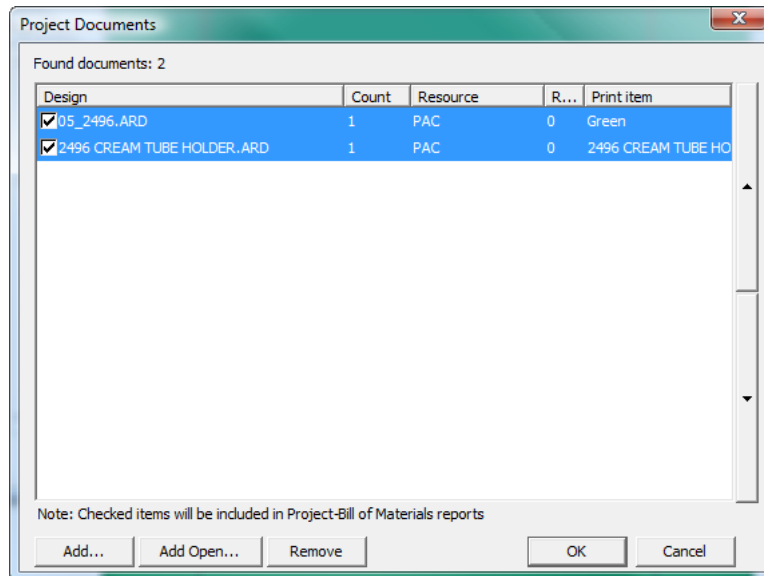 Project Documents
Found documents: 2
Design Count Resource R... Print item
05_2496.ARD 1 PAC 0 Green
2496 CREAM TUBE HOLDER.ARD 1 PAC 0 2496 CREAM TUBE HO
Note: Checked items will be included in Project-Bill of Materials reports
Add... Add Open... Remove OK Cancel